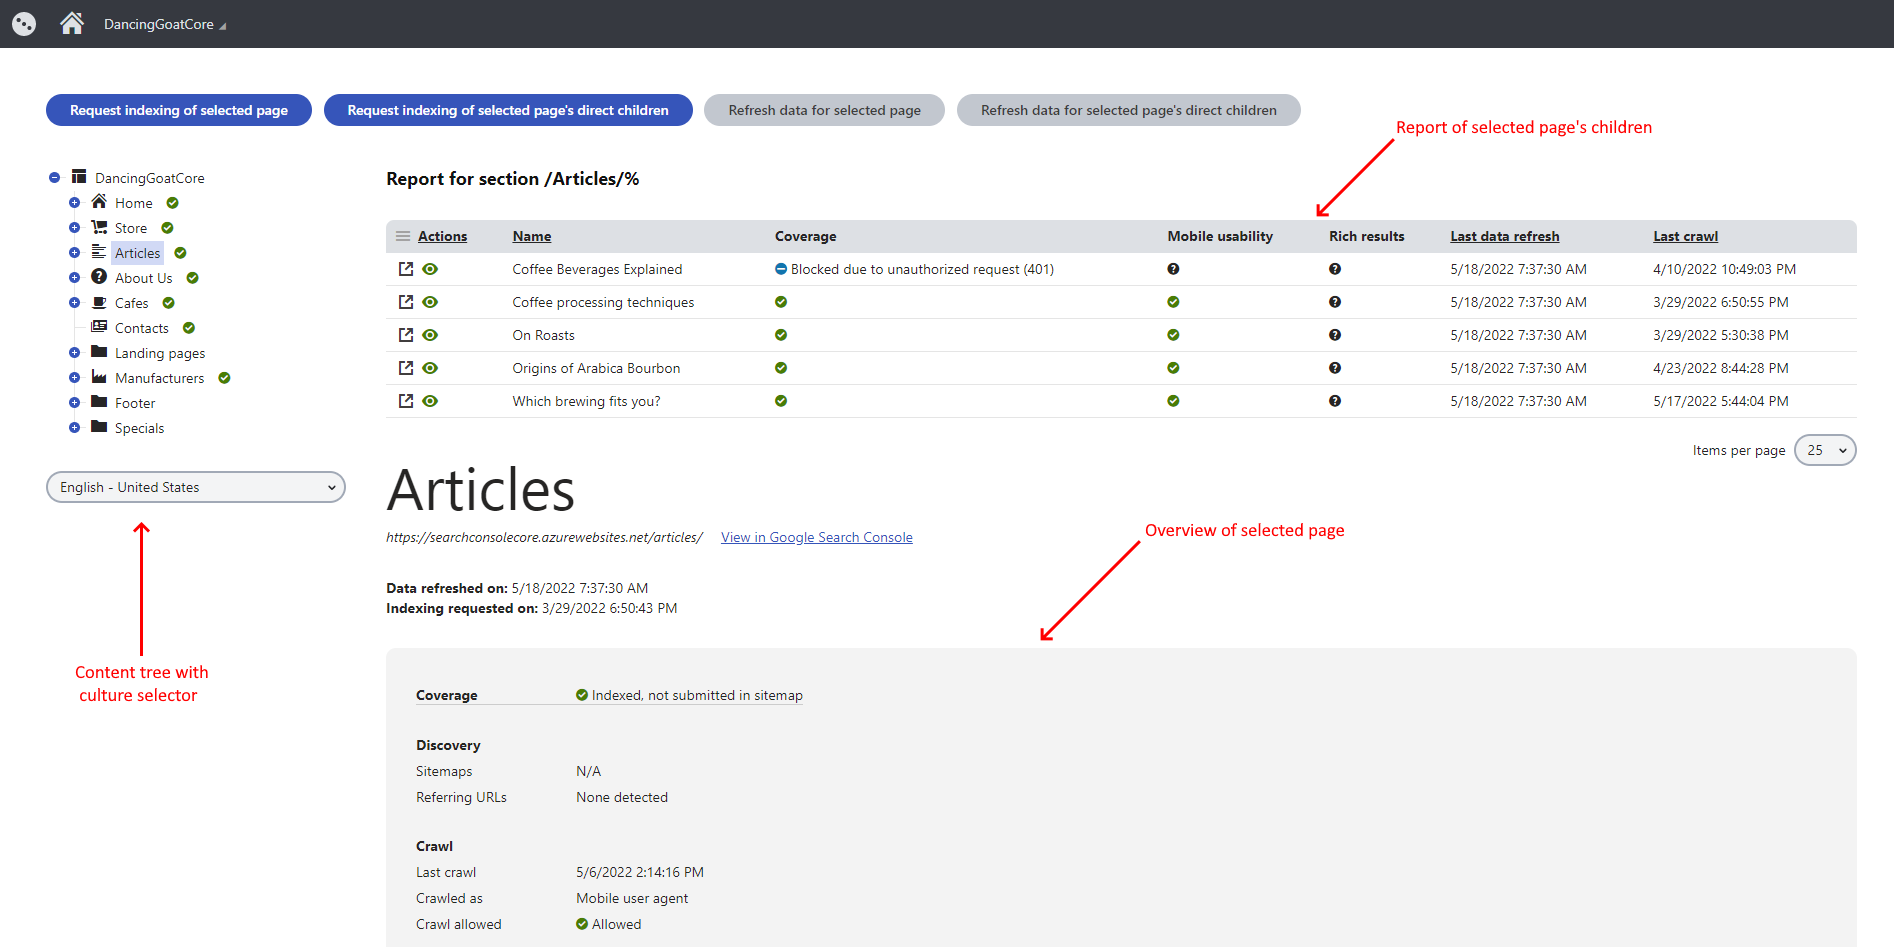 DancingGoatCore
Request indexing of selected page
Request indexing of selected page's direct children
Refresh data for selected page
Refresh data for selected page's direct children
Report of selected page's children
DancingGoatCore
Home
Store
Articles
About Us
Cafes
Contacts
Landing pages
Manufacturers
Footer
Specials
English - United States
Content tree with
culture selector
Report for section /Articles/%
Actions Name Coverage Mobile usability Rich results Last data refresh Last crawl
Coffee Beverages Explained Blocked due to unauthorized request (401) 5/18/2022 7:37:30 AM 4/10/2022 10:49:03 PM
Coffee processing techniques 5/18/2022 7:37:30 AM 3/29/2022 6:50:55 PM
On Roasts 5/18/2022 7:37:30 AM 3/29/2022 5:30:38 PM
Origins of Arabica Bourbon 5/18/2022 7:37:30 AM 4/23/2022 8:44:28 PM
Which brewing fits you? 5/18/2022 7:37:30 AM 5/17/2022 5:44:04 PM
Items per page 25
Articles
https://searchconsolecore.azurewebsites.net/articles/ View in Google Search Console
Overview of selected page
Data refreshed on: 5/18/2022 7:37:30 AM
Indexing requested on: 3/29/2022 6:50:43 PM
Coverage Indexed, not submitted in sitemap
Discovery
Sitemaps N/A
Referring URLs None detected
Crawl
Last crawl 5/6/2022 2:14:16 PM
Crawled as Mobile user agent
Crawl allowed Allowed